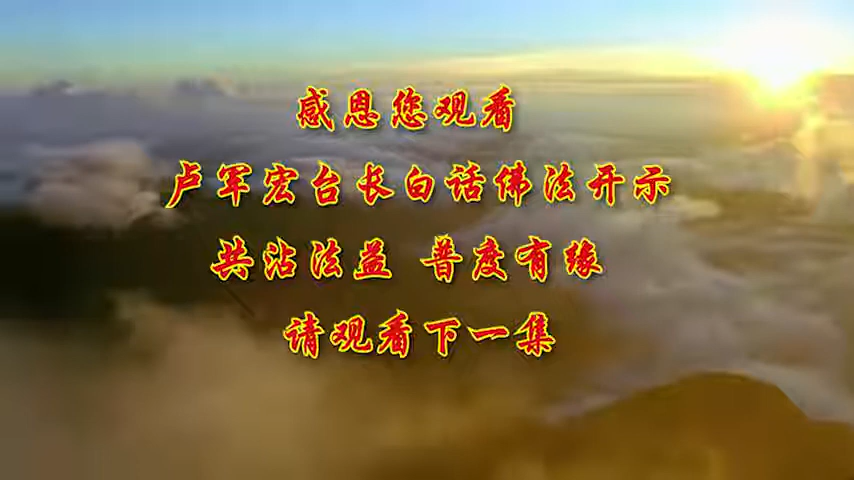 感恩您观看
卢军宏台长白话佛法开示
共沾法益 普度有缘
请观看下一集